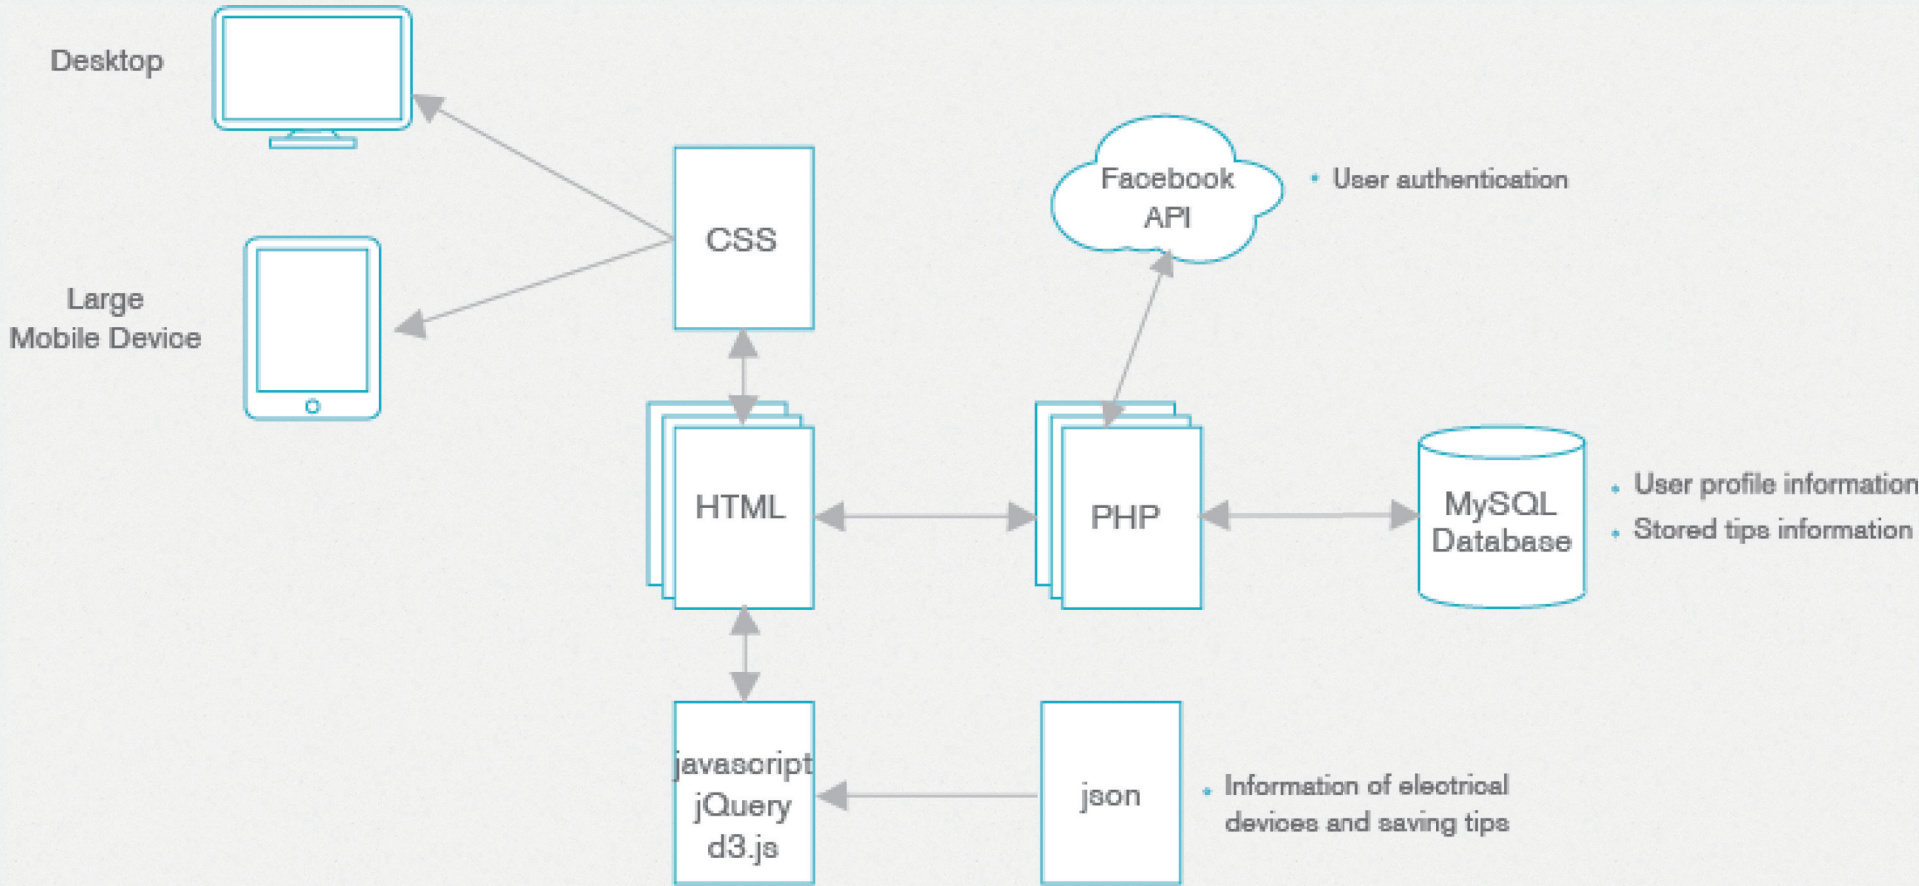 Desktop
Large
Mobile Device
CSS
Facebook
API
• User authentication
HTML
PHP
MySQL
Database
• User profile information
• Stored tips information
javascript
jQuery
d3.js
json
• Information of electrical
devices and saving tips